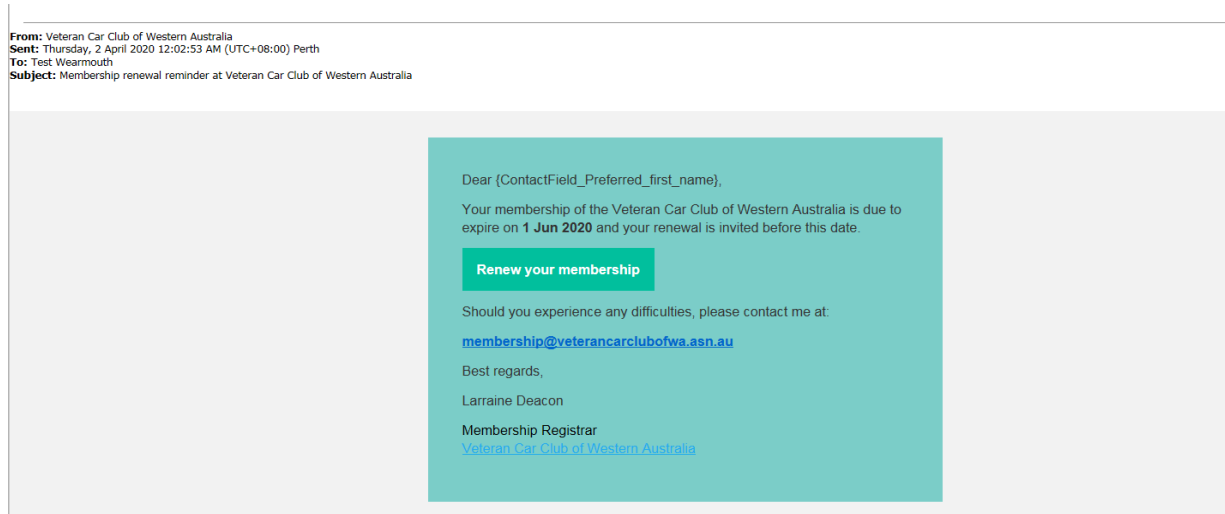 From: Veteran Car Club of Western Australia
Sent: Thursday, 2 April 2020 12:02:53 AM (UTC+08:00) Perth
To: Test Wearmouth
Subject: Membership renewal reminder at Veteran Car Club of Western Australia
Dear {ContactField_Preferred_first_name},
Your membership of the Veteran Car Club of Western Australia is due to
expire on 1 Jun 2020 and your renewal is invited before this date.
Renew your membership
Should you experience any difficulties, please contact me at:
membership@veterancarclubofwa.asn.au
Best regards,
Larraine Deacon
Membership Registrar
Veteran Car Club of Western Australia